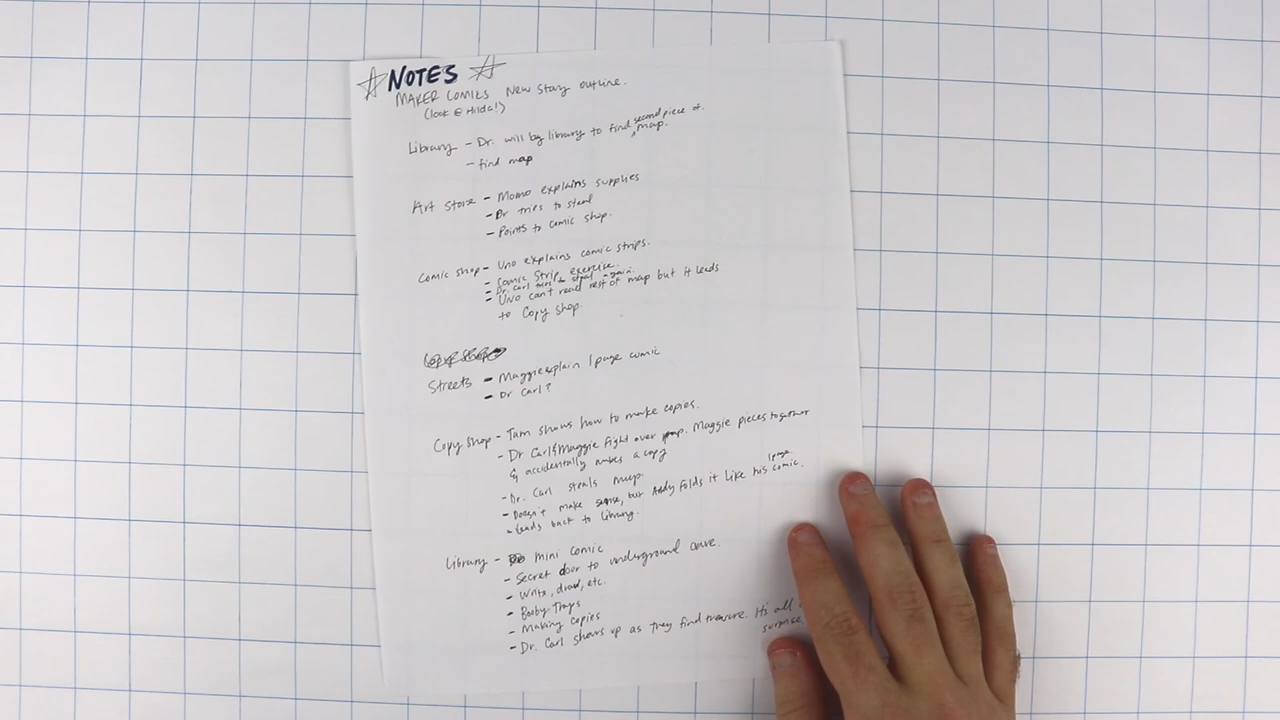 NOTES
MAKER COMICS New story outline.
(look @ Hilda!)
Library - Dr. will by library to find second piece of map.
- find map
Art store - Momo explains supplies
- Dr tries to steal
- Points to comic shop.
Comic shop - Uno explains comic strips.
- Comic strip exercise.
- Dr. Carl tries to steal again.
- Uno can't read rest of map but it leads
to Copy shop.
Streets - Maggie explain 1 page comic
- Dr Carl?
Copy shop - Tam shows how to make copies.
- Dr Carl & Maggie fight over map. Maggie pieces together
& accidentally makes a copy
- Dr. Carl steals map.
- Doesn't make sense, but Addy folds it like his 1 page comic.
- Leads back to library.
Library - mini comic
- Secret door to underground cave.
- Write, draw, etc.
- Booby Traps
- Making copies
- Dr. Carl shows up as they find treasure. It's all
surprise